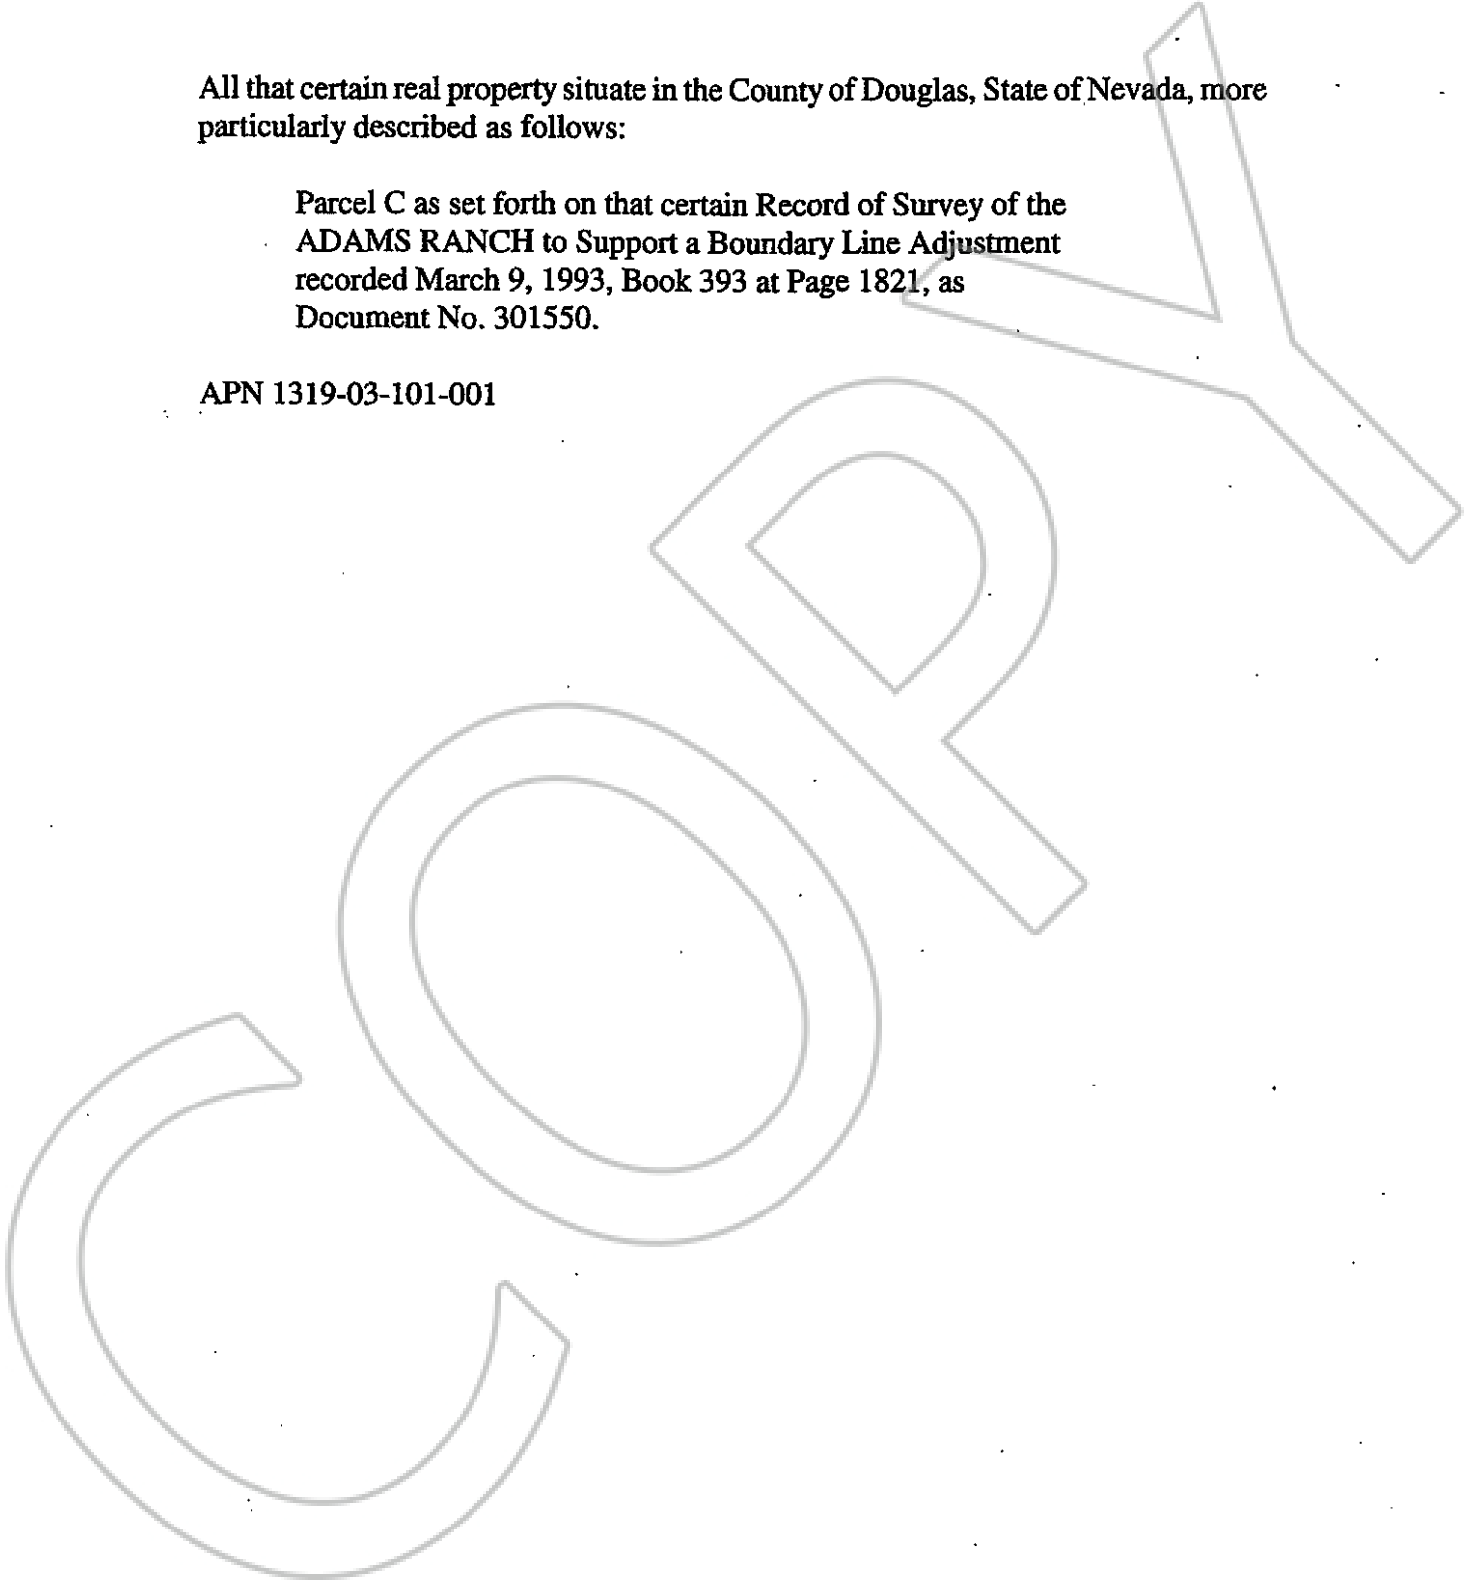 All that certain real property situate in the County of Douglas, State of Nevada, more
particularly described as follows:
Parcel C as set forth on that certain Record of Survey of the
ADAMS RANCH to Support a Boundary Line Adjustment
recorded March 9, 1993, Book 393 at Page 1821, as
Document No. 301550.
APN 1319-03-101-001
COPY